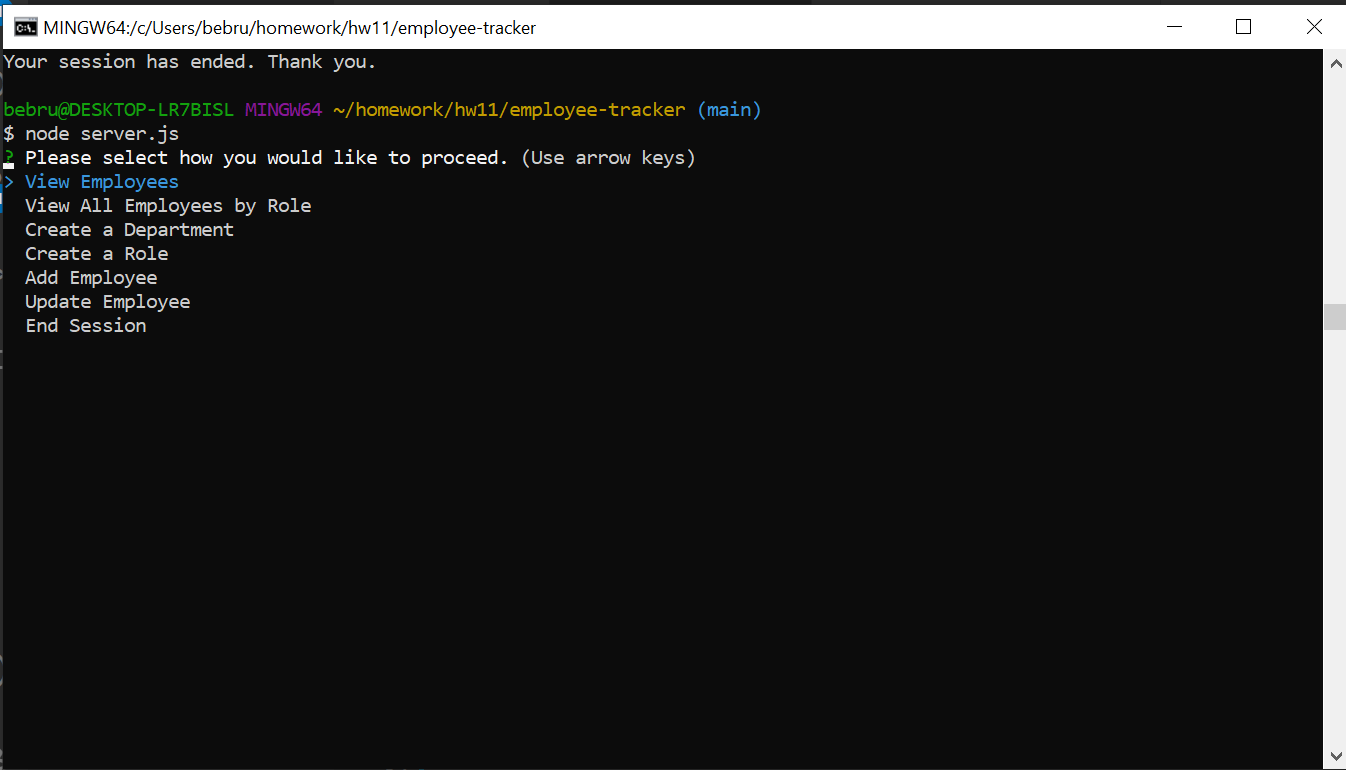 MINGW64:/c/Users/bebru/homework/hw11/employee-tracker
Your session has ended. Thank you.
bebru@DESKTOP-LR7BISL MINGW64 ~/homework/hw11/employee-tracker (main)
$ node server.js
? Please select how you would like to proceed. (Use arrow keys)
> View Employees
View All Employees by Role
Create a Department
Create a Role
Add Employee
Update Employee
End Session